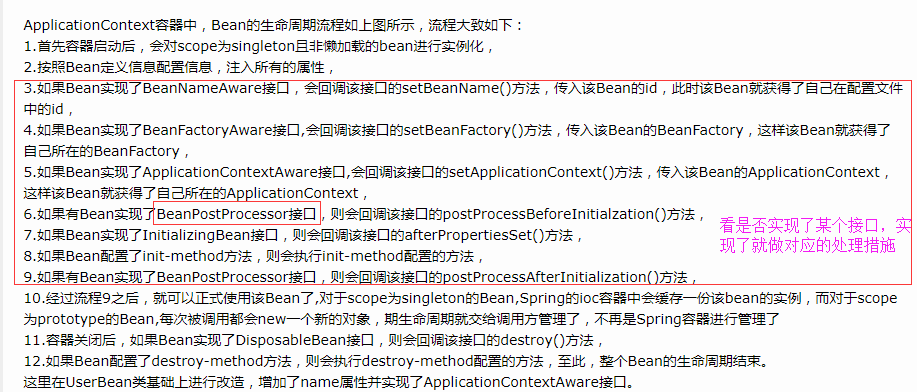 ApplicationContext容器中，Bean的生命周期流程如上图所示，流程大致如下：
1.首先容器启动后，会对scope为singleton且非懒加载的bean进行实例化，
2.按照Bean定义信息配置信息，注入所有的属性，
3.如果Bean实现了BeanNameAware接口，会回调该接口的setBeanName()方法，传入该Bean的id，此时该Bean就获得了自己在配置文件
中的id，
4.如果Bean实现了BeanFactoryAware接口,会回调该接口的setBeanFactory()方法，传入该Bean的BeanFactory，这样该Bean就获得了
自己所在的BeanFactory，
5.如果Bean实现了ApplicationContextAware接口,会回调该接口的setApplicationContext()方法，传入该Bean的ApplicationContext，
这样该Bean就获得了自己所在的ApplicationContext，
6.如果有Bean实现了BeanPostProcessor接口，则会回调该接口的postProcessBeforeInitialzation()方法，
7.如果Bean实现了InitializingBean接口，则会回调该接口的afterPropertiesSet()方法，
8.如果Bean配置了init-method方法，则会执行init-method配置的方法，
9.如果有Bean实现了BeanPostProcessor接口，则会回调该接口的postProcessAfterInitialization()方法，
看是否实现了某个接口，实
现了就做对应的处理措施
10.经过流程9之后，就可以正式使用该Bean了,对于scope为singleton的Bean,Spring的ioc容器中会缓存一份该bean的实例，而对于scope
为prototype的Bean,每次被调用都会new一个新的对象，期生命周期就交给调用方管理了，不再是Spring容器进行管理了
11.容器关闭后，如果Bean实现了DisposableBean接口，则会回调该接口的destroy()方法，
12.如果Bean配置了destroy-method方法，则会执行destroy-method配置的方法，至此，整个Bean的生命周期结束。
这里在UserBean类基础上进行改造，增加了name属性并实现了ApplicationContextAware接口。